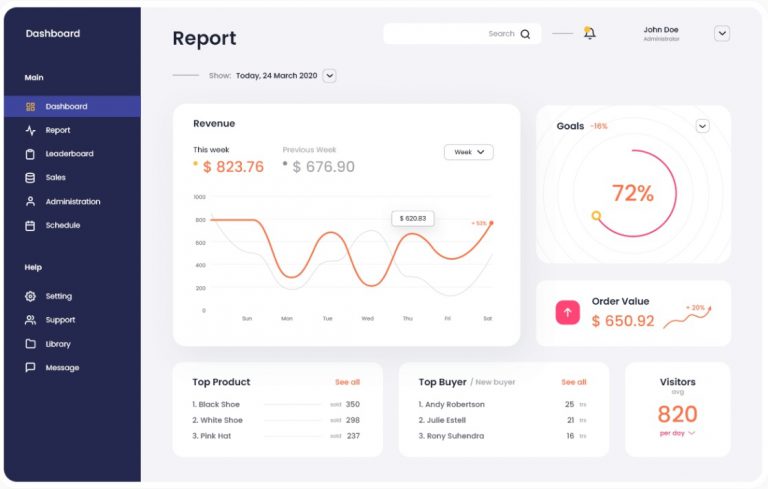 Dashboard
Main
Dashboard
Report
Leaderboard
Sales
Administration
Schedule
Help
Setting
Support
Library
Message
Report
Search
John Doe
Administrator
Show: Today, 24 March 2020
Revenue
This week
$ 823.76
Previous Week
$ 676.90
Week
1000
800
600
400
200
0
$ 620.83
+ 53%
Sun Mon Tue Wed Thu Fri Sat
Goals -16%
72%
Order Value
$ 650.92
+ 20%
Top Product See all
1. Black Shoe sold 350
2. White Shoe sold 298
3. Pink Hat sold 237
Top Buyer / New buyer See all
1. Andy Robertson 25 trx
2. Julie Estell 21 trx
3. Rony Suhendra 16 trx
Visitors
avg
820
per day